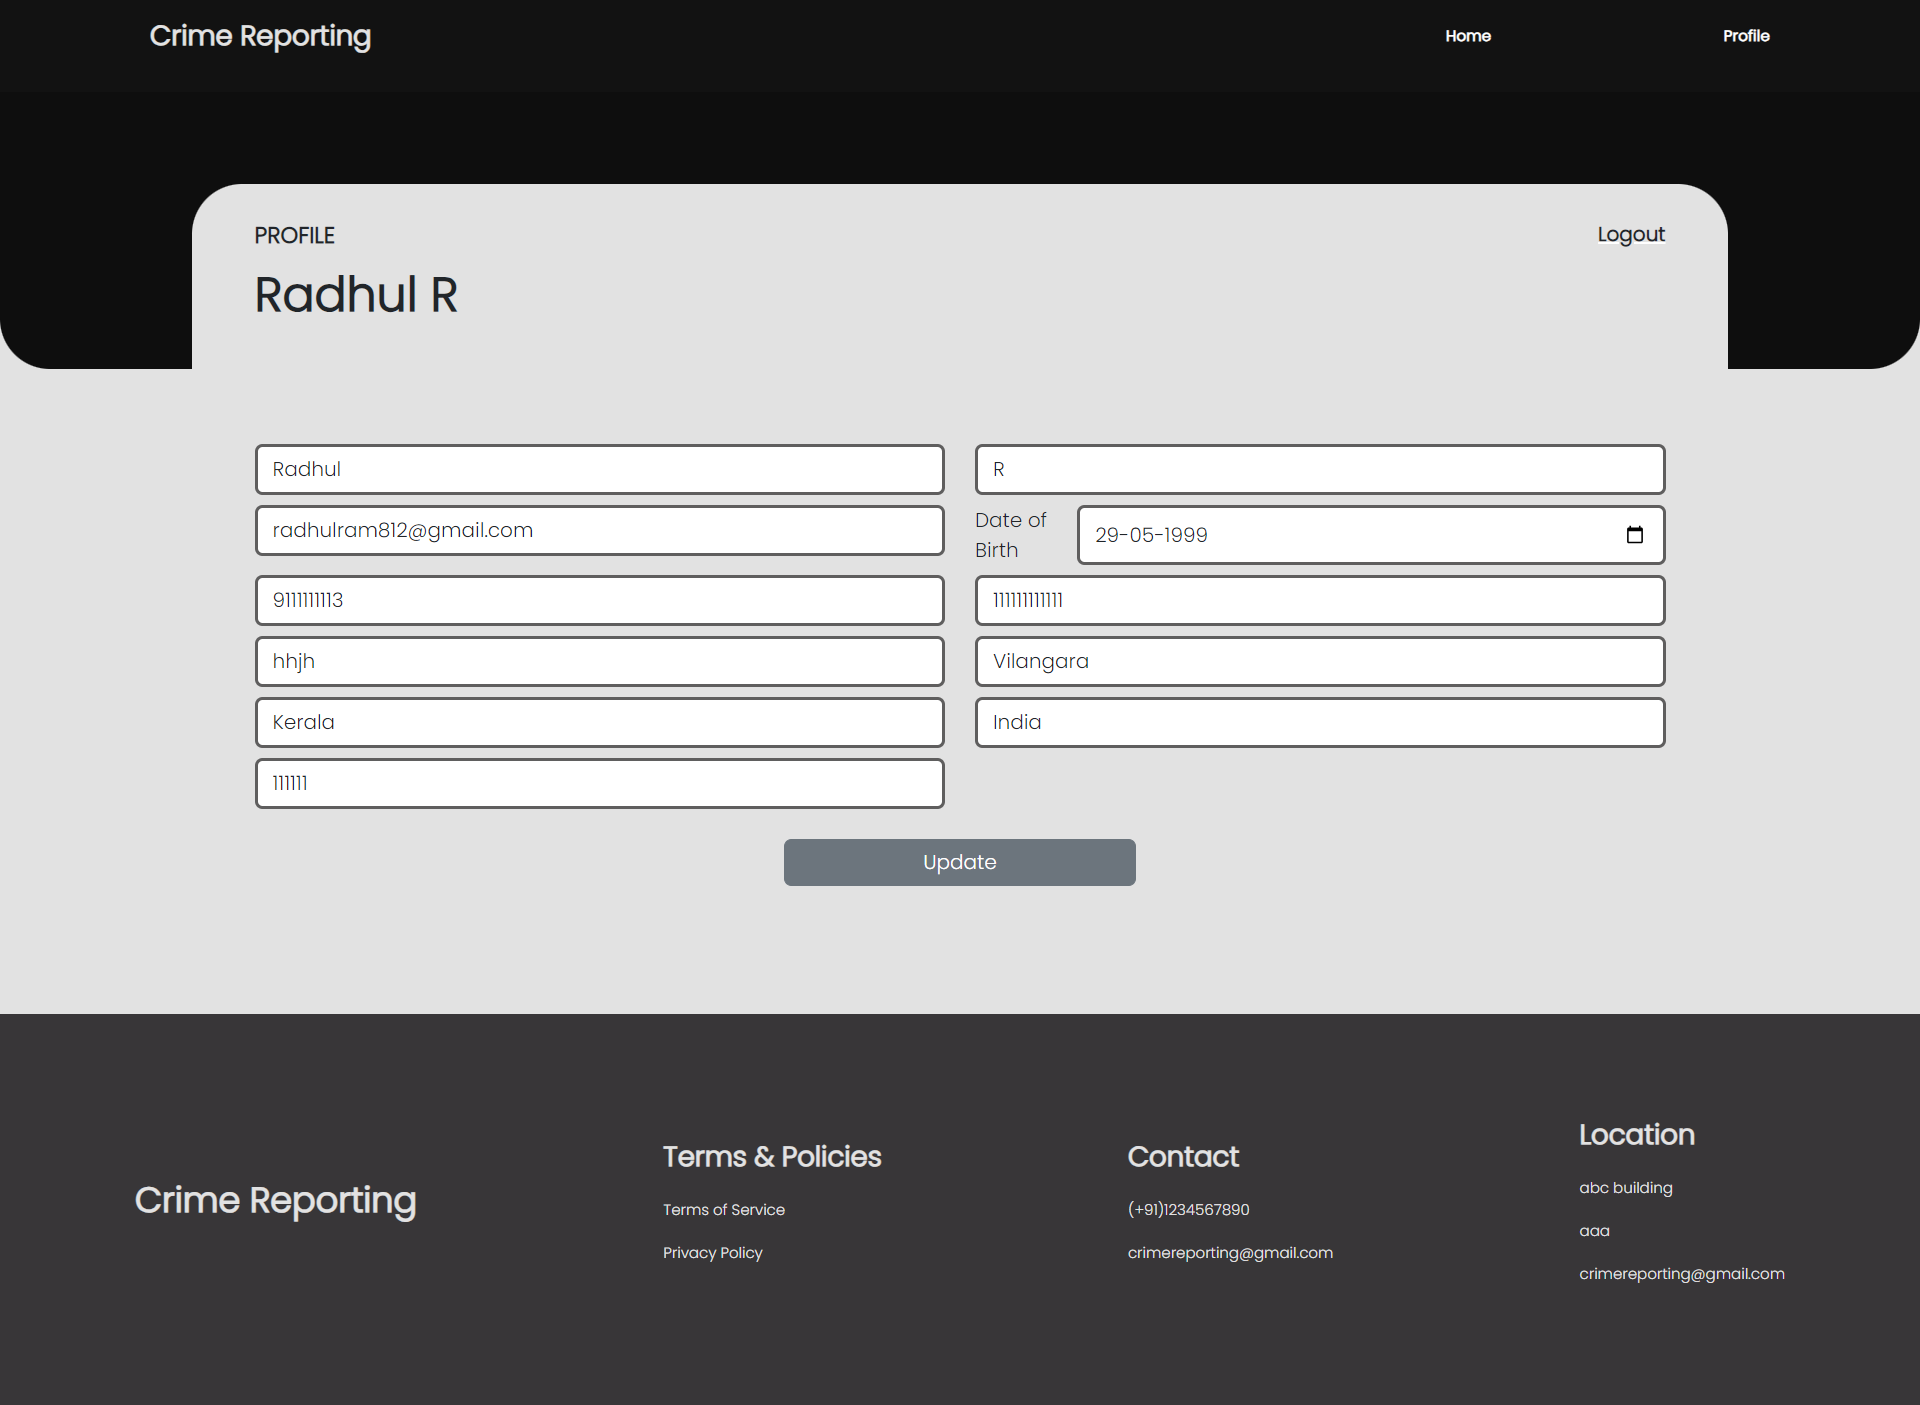 Crime Reporting
Home
Profile
PROFILE
Logout
Radhul R
Radhul
R
radhulram812@gmail.com
Date of
Birth
29-05-1999
9111111113
111111111111
hhjh
Vilangara
Kerala
India
111111
Update
Crime Reporting
Terms & Policies
Terms of Service
Privacy Policy
Contact
(+91)1234567890
crimereporting@gmail.com
Location
abc building
aaa
crimereporting@gmail.com